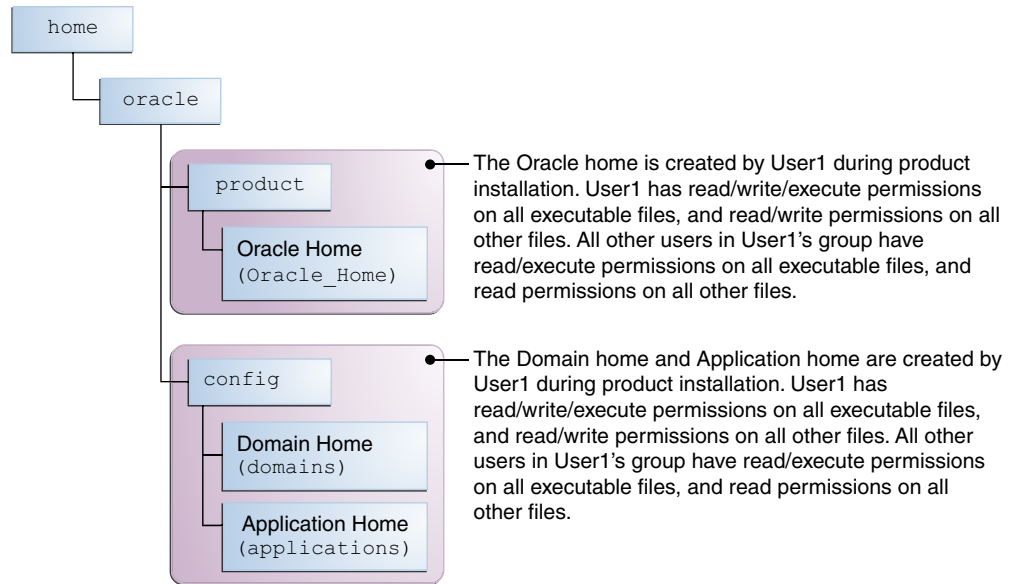 home
oracle
product
Oracle Home
(Oracle_Home)
The Oracle home is created by User1 during product
installation. User1 has read/write/execute permissions
on all executable files, and read/write permissions on all
other files. All other users in User1's group have
read/execute permissions on all executable files, and
read permissions on all other files.
config
Domain Home
(domains)
Application Home
(applications)
The Domain home and Application home are created by
User1 during product installation. User1 has
read/write/execute permissions on all executable files,
and read/write permissions on all other files. All other
users in User1's group have read/execute permissions
on all executable files, and read permissions on all
other files.